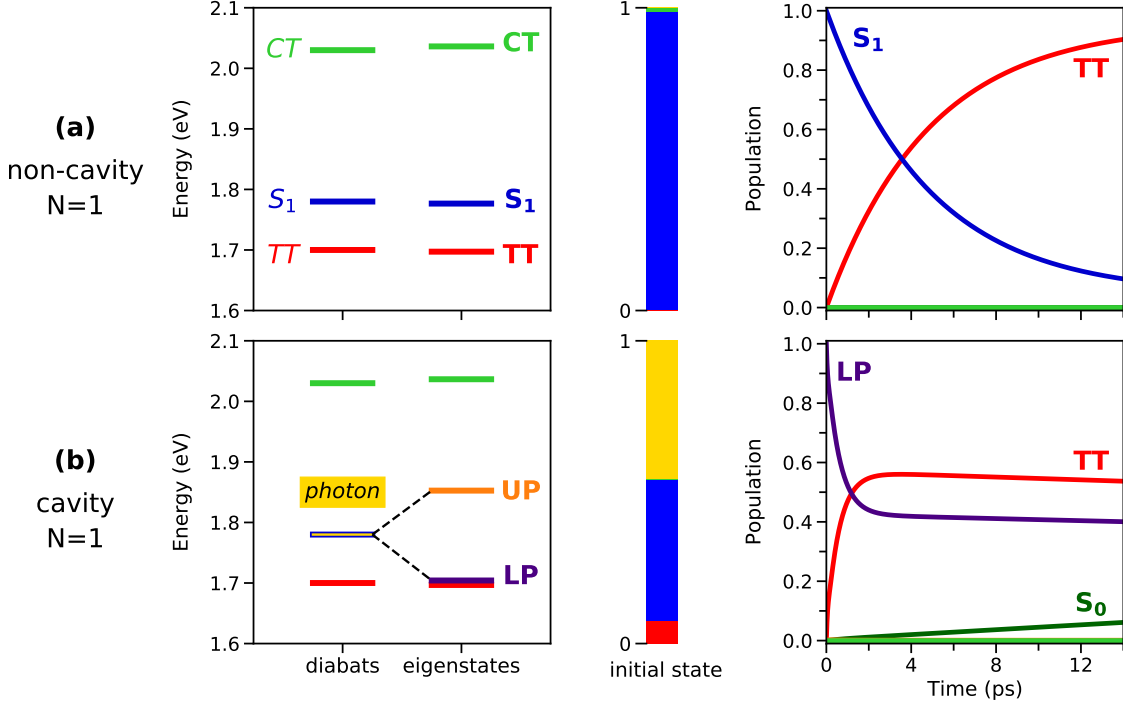 (a)
non-cavity
N=1
Energy (eV)
2.1
2.0
1.9
1.8
1.7
1.6
CT
S1
TT
CT
S1
TT
1
0
Population
1.0
0.8
0.6
0.4
0.2
0.0
S1
TT
(b)
cavity
N=1
Energy (eV)
2.1
2.0
1.9
1.8
1.7
1.6
photon
UP
LP
diabats eigenstates
1
0
initial state
Population
1.0
0.8
0.6
0.4
0.2
0.0
LP
TT
S0
0 4 8 12
Time (ps)